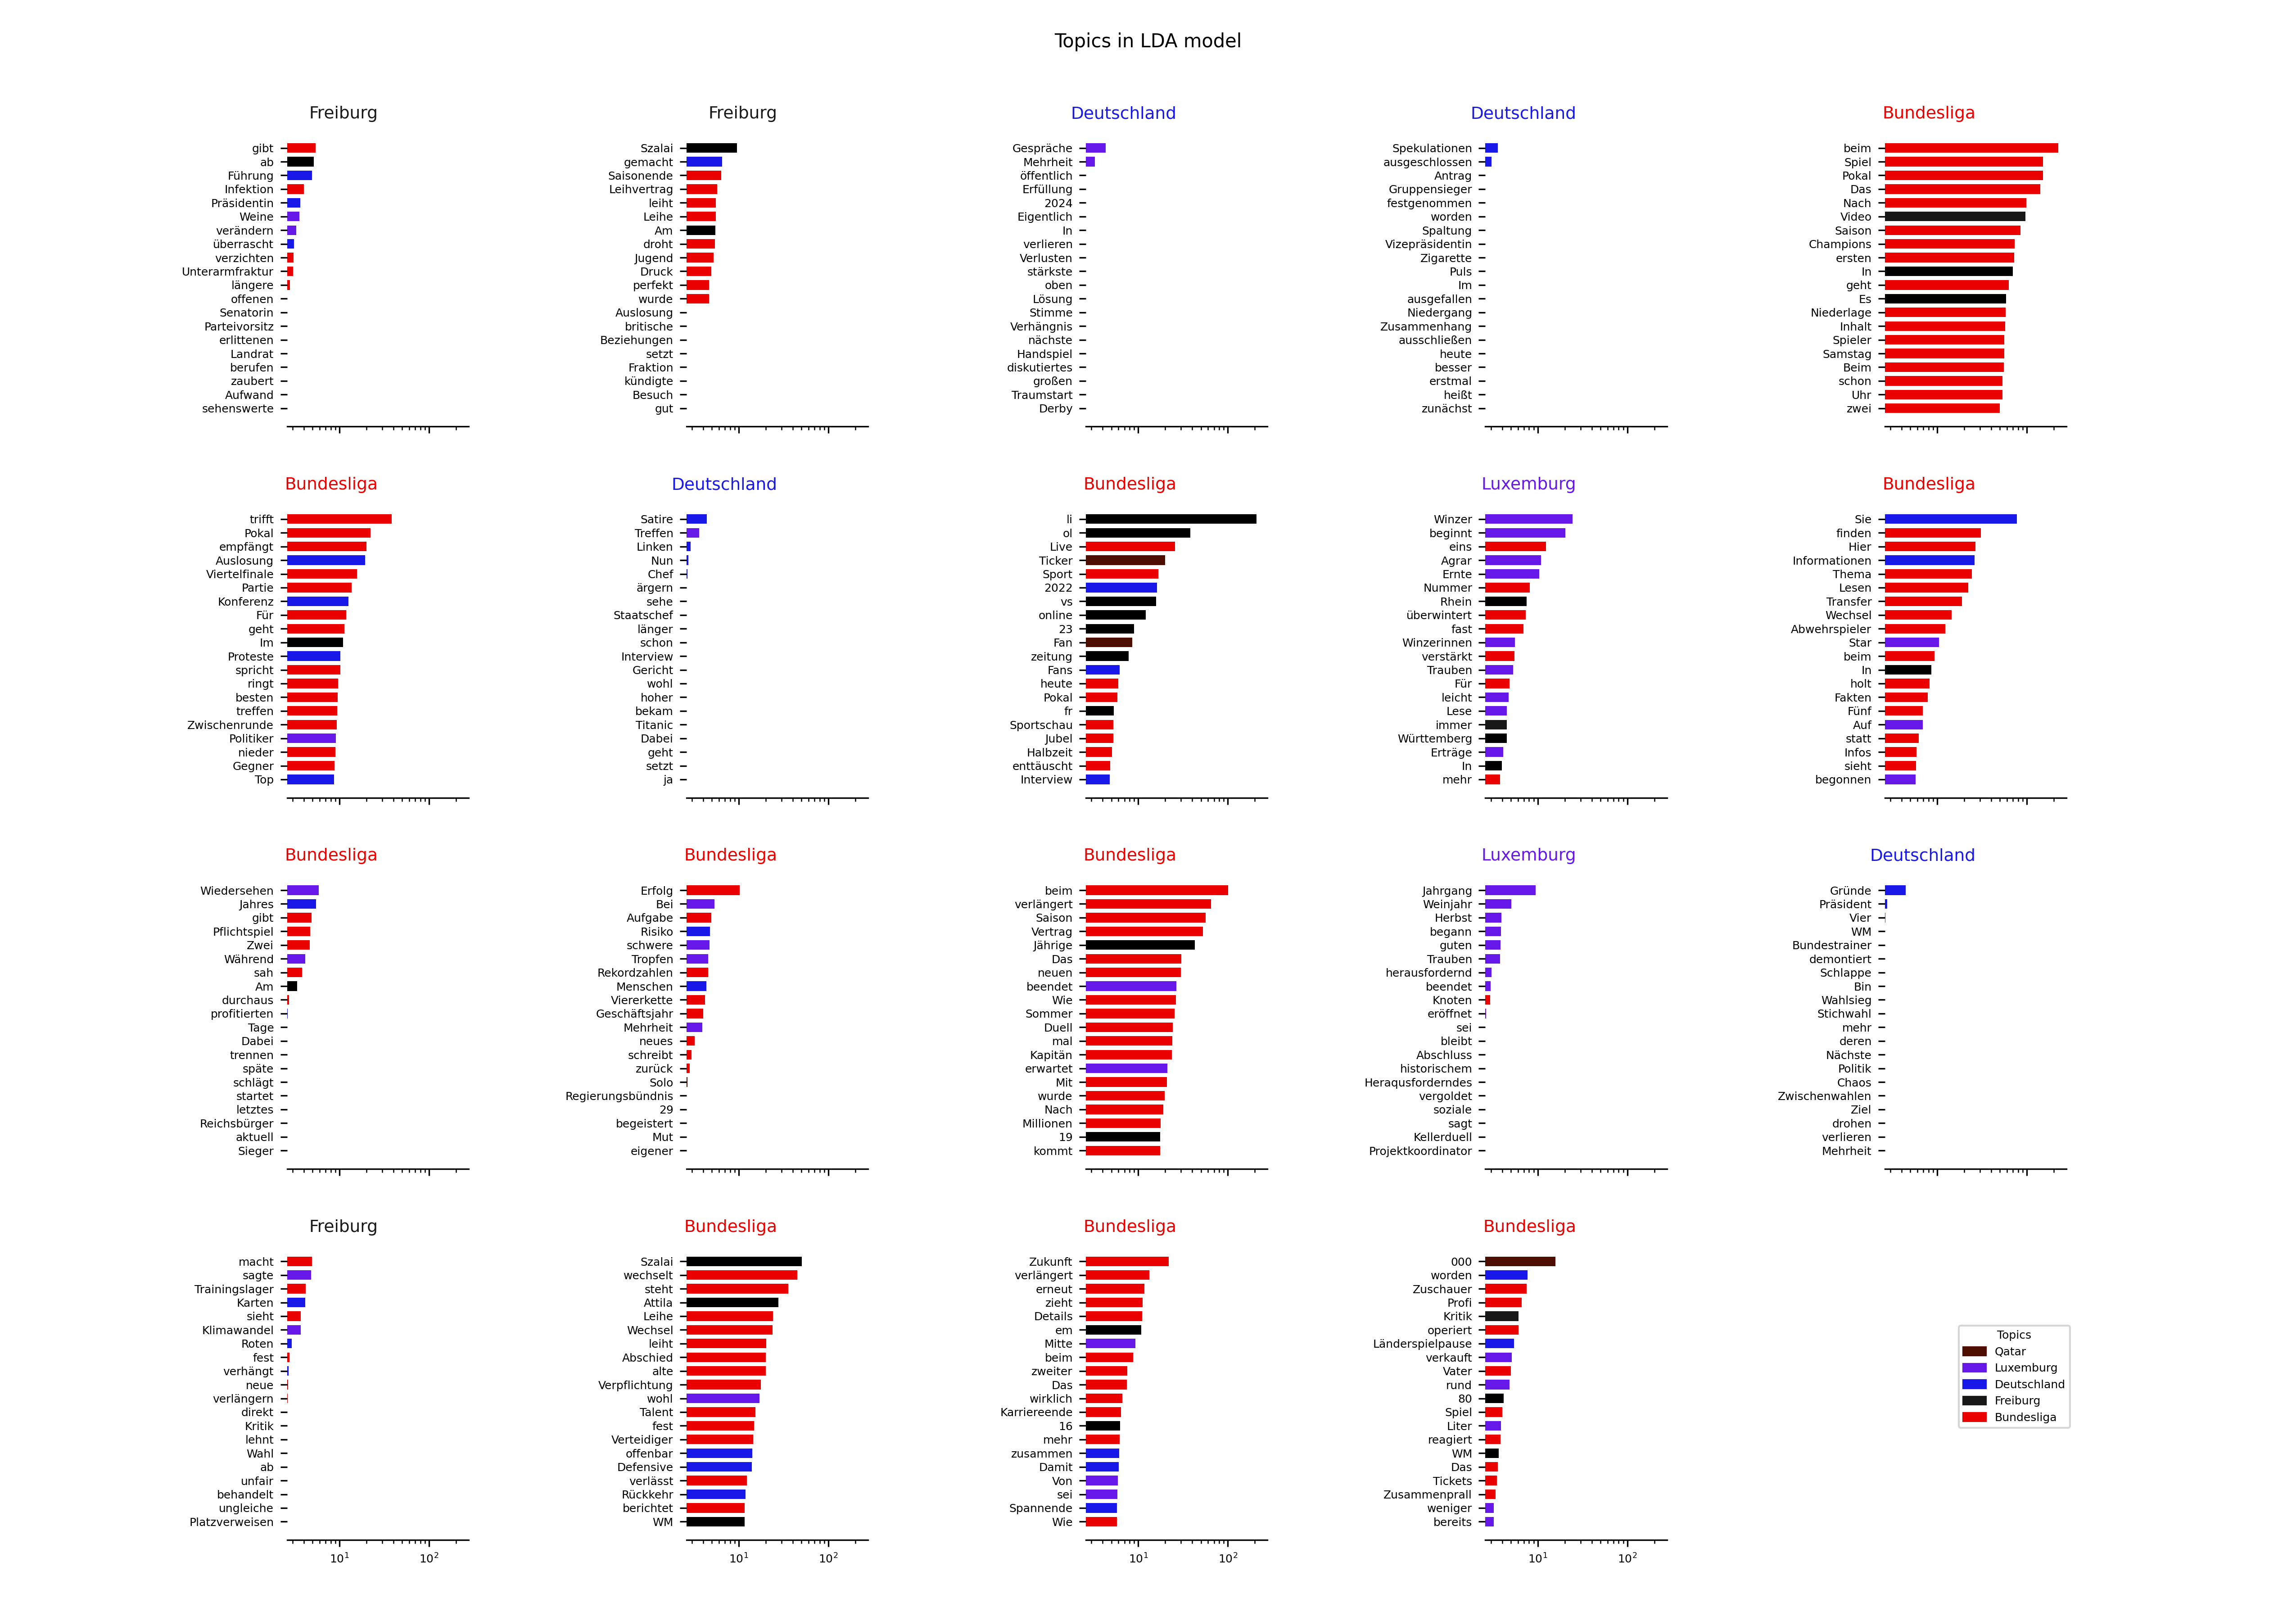 Topics in LDA model
Freiburg
gibt
ab
Führung
Infektion
Präsidentin
Weine
verändern
überrascht
verzichten
Unterarmfraktur
längere
offenen
Senatorin
Parteivorsitz
erlittenen
Landrat
berufen
zaubert
Aufwand
sehenswerte
Freiburg
Szalai
gemacht
Saisonende
Leihvertrag
leiht
Leihe
Am
droht
Jugend
Druck
perfekt
wurde
Auslosung
britische
Beziehungen
setzt
Fraktion
kündigte
Besuch
gut
Deutschland
Gespräche
Mehrheit
öffentlich
Erfüllung
2024
Eigentlich
In
verlieren
Verlusten
stärkste
oben
Lösung
Stimme
Verhängnis
nächste
Handspiel
diskutiertes
großen
Traumstart
Derby
Deutschland
Spekulationen
ausgeschlossen
Antrag
Gruppensieger
festgenommen
worden
Spaltung
Vizepräsidentin
Zigarette
Puls
Im
ausgefallen
Niedergang
Zusammenhang
ausschließen
heute
besser
erstmal
heißt
zunächst
Bundesliga
beim
Spiel
Pokal
Das
Nach
Video
Saison
Champions
ersten
In
geht
Es
Niederlage
Inhalt
Spieler
Samstag
Beim
schon
Uhr
zwei
Bundesliga
trifft
Pokal
empfängt
Auslosung
Viertelfinale
Partie
Konferenz
Für
geht
Im
Proteste
spricht
ringt
besten
treffen
Zwischenrunde
Politiker
nieder
Gegner
Top
Deutschland
Satire
Treffen
Linken
Nun
Chef
ärgern
sehe
Staatschef
länger
schon
Interview
Gericht
wohl
hoher
bekam
Titanic
Dabei
geht
setzt
ja
Bundesliga
li
ol
Live
Ticker
Sport
2022
vs
online
23
Fan
zeitung
Fans
heute
Pokal
fr
Sportschau
Jubel
Halbzeit
enttäuscht
Interview
Luxemburg
Winzer
beginnt
eins
Agrar
Ernte
Nummer
Rhein
überwintert
fast
Winzerinnen
verstärkt
Trauben
Für
leicht
Lese
immer
Württemberg
Erträge
In
mehr
Bundesliga
Sie
finden
Hier
Informationen
Thema
Lesen
Transfer
Wechsel
Abwehrspieler
Star
beim
In
holt
Fakten
Fünf
Auf
statt
Infos
sieht
begonnen
Bundesliga
Wiedersehen
Jahres
gibt
Pflichtspiel
Zwei
Während
sah
Am
durchaus
profitierten
Tage
Dabei
trennen
späte
schlägt
startet
letztes
Reichsbürger
aktuell
Sieger
Bundesliga
Erfolg
Bei
Aufgabe
Risiko
schwere
Tropfen
Rekordzahlen
Menschen
Viererkette
Geschäftsjahr
Mehrheit
neues
schreibt
zurück
Solo
Regierungsbündnis
29
begeistert
Mut
eigener
Bundesliga
beim
verlängert
Saison
Vertrag
Jährige
Das
neuen
beendet
Wie
Sommer
Duell
mal
Kapitän
erwartet
Mit
wurde
Nach
Millionen
19
kommt
Luxemburg
Jahrgang
Weinjahr
Herbst
begann
guten
Trauben
herausfordernd
beendet
Knoten
eröffnet
sei
bleibt
Abschluss
historischem
Heraqusforderndes
vergoldet
soziale
sagt
Kellerduell
Projektkoordinator
Deutschland
Gründe
Präsident
Vier
WM
Bundestrainer
demontiert
Schlappe
Bin
Wahlsieg
Stichwahl
mehr
deren
Nächste
Politik
Chaos
Zwischenwahlen
Ziel
drohen
verlieren
Mehrheit
Freiburg
macht
sagte
Trainingslager
Karten
sieht
Klimawandel
Roten
fest
verhängt
neue
verlängern
direkt
Kritik
lehnt
Wahl
ab
unfair
behandelt
ungleiche
Platzverweisen
10¹ 10²
Bundesliga
Szalai
wechselt
steht
Attila
Leihe
Wechsel
leiht
Abschied
alte
Verpflichtung
wohl
Talent
fest
Verteidiger
offenbar
Defensive
verlässt
Rückkehr
berichtet
WM
10¹ 10²
Bundesliga
Zukunft
verlängert
erneut
zieht
Details
em
Mitte
beim
zweiter
Das
wirklich
Karriereende
16
mehr
zusammen
Damit
Von
sei
Spannende
Wie
10¹ 10²
Bundesliga
000
worden
Zuschauer
Profi
Kritik
operiert
Länderspielpause
verkauft
Vater
rund
80
Spiel
Liter
reagiert
WM
Das
Tickets
Zusammenprall
weniger
bereits
10¹ 10²
Topics
Qatar
Luxemburg
Deutschland
Freiburg
Bundesliga